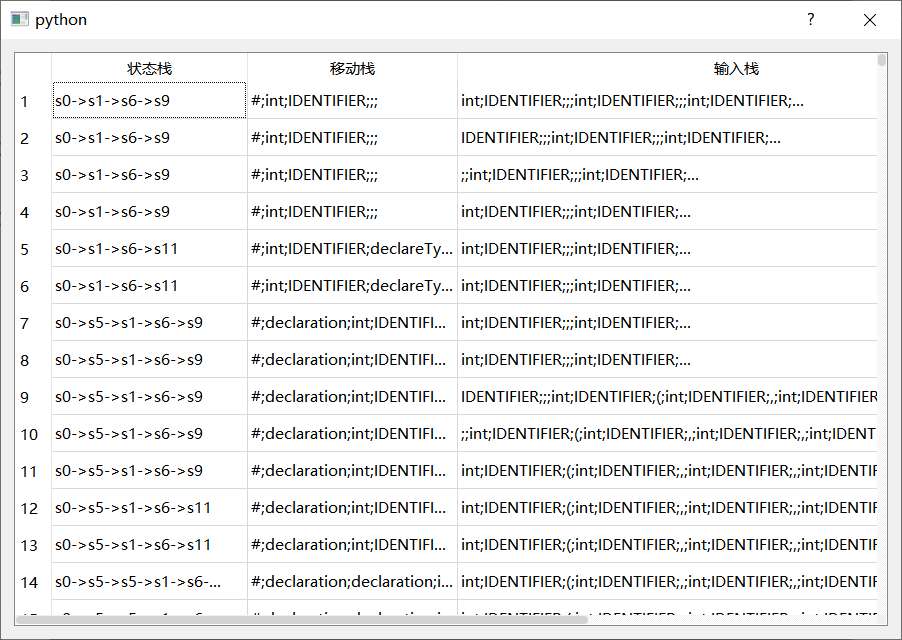 python
?
状态栈 移动栈 输入栈
1 s0->s1->s6->s9 #;int;IDENTIFIER;;; int;IDENTIFIER;;;int;IDENTIFIER;;;int;IDENTIFIER;...
2 s0->s1->s6->s9 #;int;IDENTIFIER;;; IDENTIFIER;;;int;IDENTIFIER;;;int;IDENTIFIER;...
3 s0->s1->s6->s9 #;int;IDENTIFIER;;; ;;int;IDENTIFIER;;;int;IDENTIFIER;...
4 s0->s1->s6->s9 #;int;IDENTIFIER;;; int;IDENTIFIER;;;int;IDENTIFIER;...
5 s0->s1->s6->s11 #;int;IDENTIFIER;declareTy... int;IDENTIFIER;;;int;IDENTIFIER;...
6 s0->s1->s6->s11 #;int;IDENTIFIER;declareTy... int;IDENTIFIER;;;int;IDENTIFIER;...
7 s0->s5->s1->s6->s9 #;declaration;int;IDENTIFI... int;IDENTIFIER;;;int;IDENTIFIER;...
8 s0->s5->s1->s6->s9 #;declaration;int;IDENTIFI... int;IDENTIFIER;;;int;IDENTIFIER;...
9 s0->s5->s1->s6->s9 #;declaration;int;IDENTIFI... IDENTIFIER;;;int;IDENTIFIER;(;int;IDENTIFIER;,;int;IDENTIFIER
10 s0->s5->s1->s6->s9 #;declaration;int;IDENTIFI... ;;int;IDENTIFIER;(;int;IDENTIFIER;,;int;IDENTIFIER;,;int;IDENT
11 s0->s5->s1->s6->s9 #;declaration;int;IDENTIFI... int;IDENTIFIER;(;int;IDENTIFIER;,;int;IDENTIFIER;,;int;IDENTIF
12 s0->s5->s1->s6->s11 #;declaration;int;IDENTIFI... int;IDENTIFIER;(;int;IDENTIFIER;,;int;IDENTIFIER;,;int;IDENTIF
13 s0->s5->s1->s6->s11 #;declaration;int;IDENTIFI... int;IDENTIFIER;(;int;IDENTIFIER;,;int;IDENTIFIER;,;int;IDENTIF
14 s0->s5->s5->s1->s6-... #;declaration;declaration;i... int;IDENTIFIER;(;int;IDENTIFIER;,;int;IDENTIFIER;,;int;IDENTIF